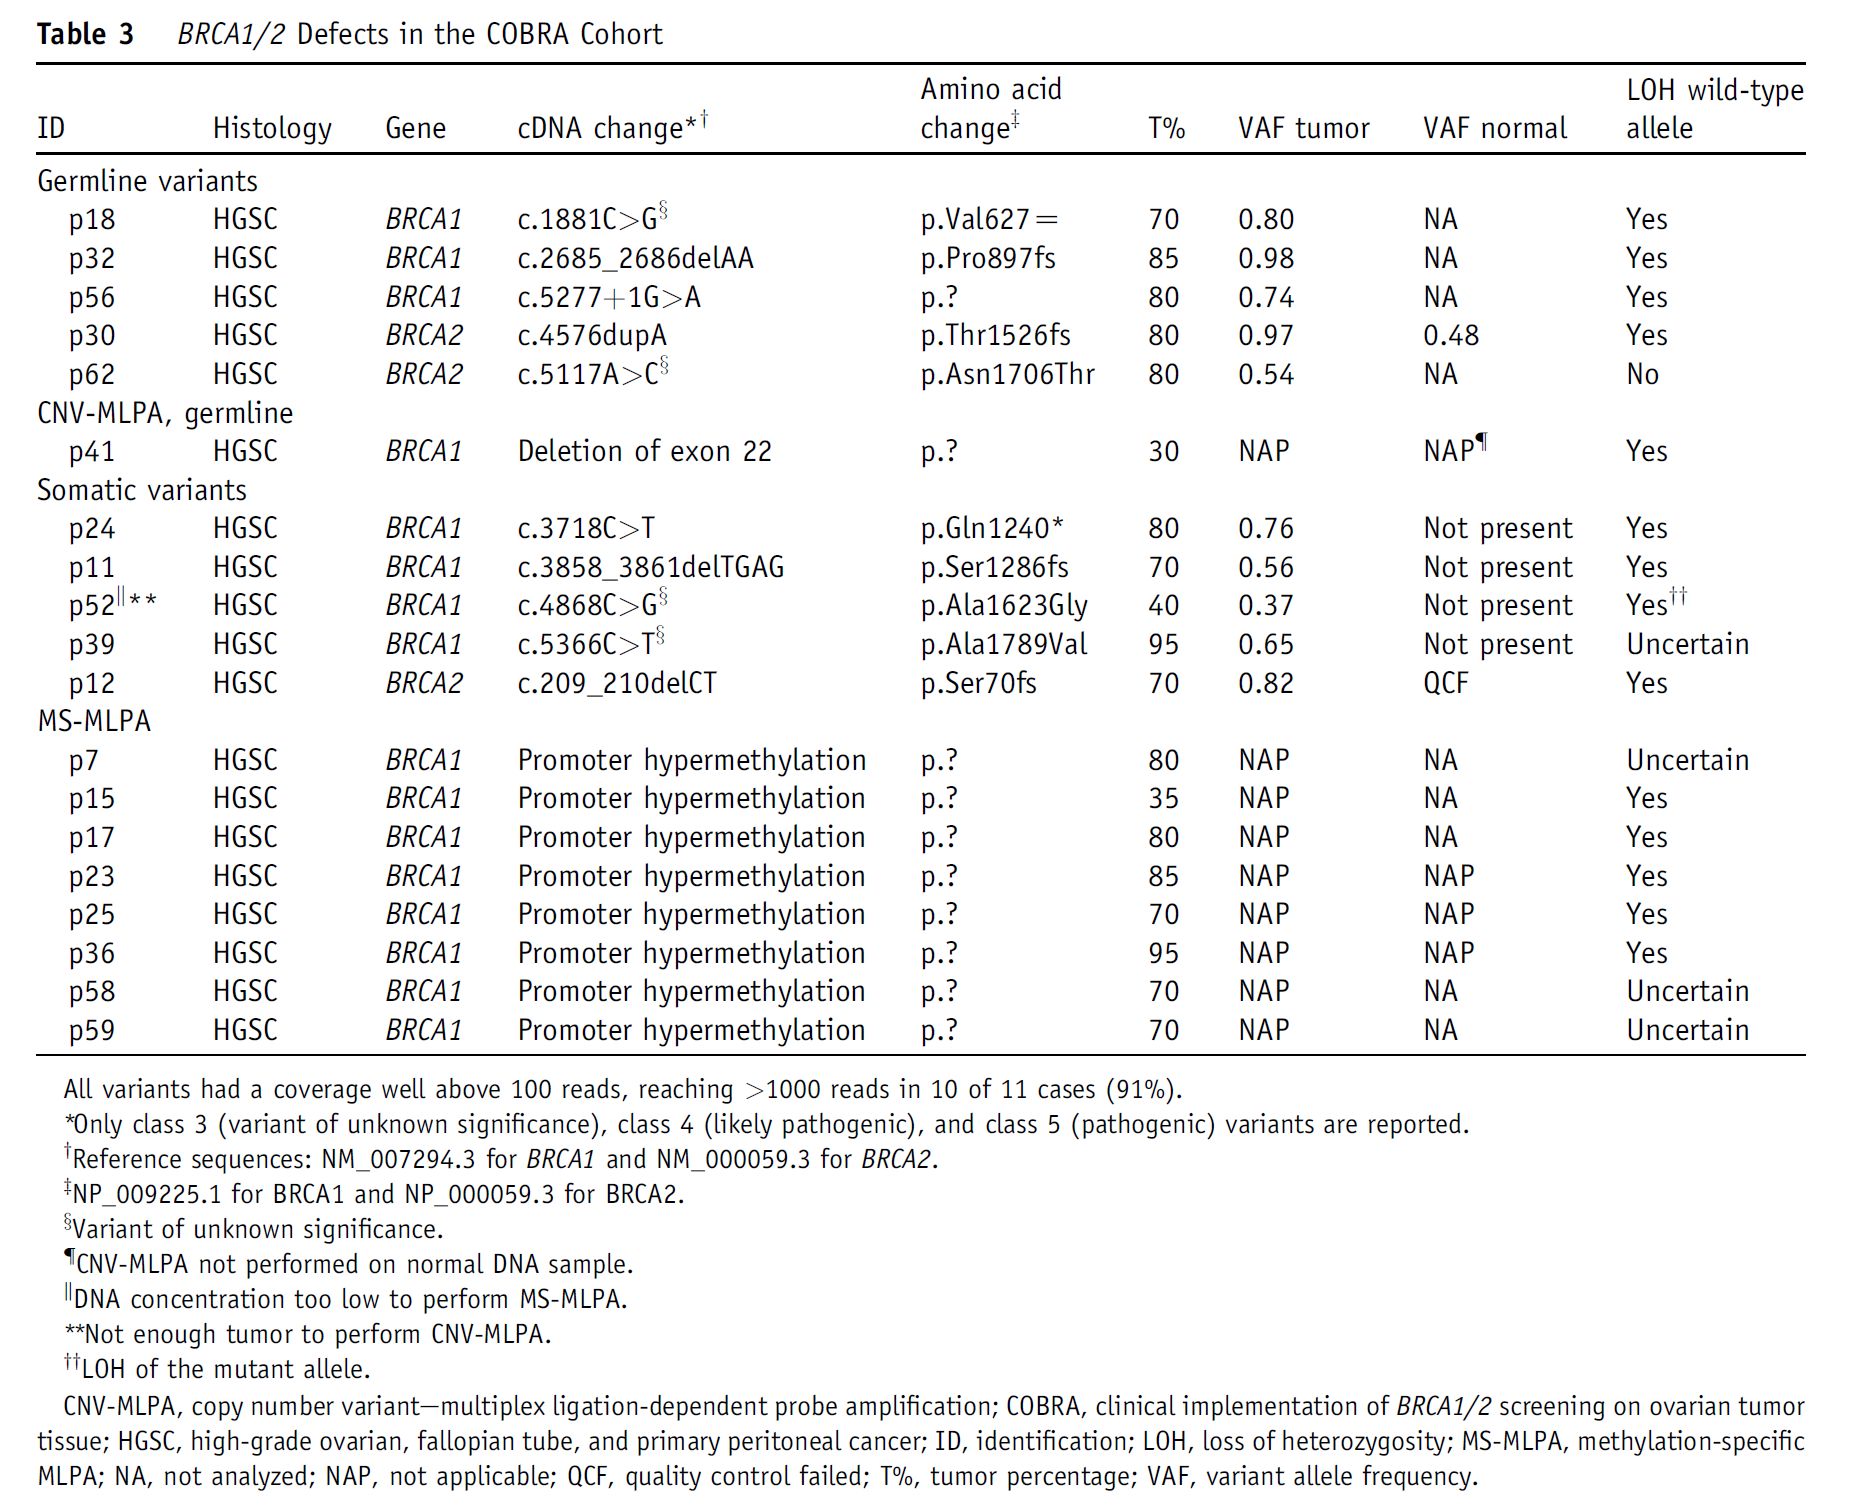 Table 3 BRCA1/2 Defects in the COBRA Cohort
ID Histology Gene cDNA change*† Amino acid change‡ T% VAF tumor VAF normal LOH wild-type allele
Germline variants
p18 HGSC BRCA1 c.1881C>G§ p.Val627= 70 0.80 NA Yes
p32 HGSC BRCA1 c.2685_2686delAA p.Pro897fs 85 0.98 NA Yes
p56 HGSC BRCA1 c.5277+1G>A p.? 80 0.74 NA Yes
p30 HGSC BRCA2 c.4576dupA p.Thr1526fs 80 0.97 0.48 Yes
p62 HGSC BRCA2 c.5117A>C§ p.Asn1706Thr 80 0.54 NA No
CNV-MLPA, germline
p41 HGSC BRCA1 Deletion of exon 22 p.? 30 NAP NAP¶ Yes
Somatic variants
p24 HGSC BRCA1 c.3718C>T p.Gln1240* 80 0.76 Not present Yes
p11 HGSC BRCA1 c.3858_3861delTGAG p.Ser1286fs 70 0.56 Not present Yes
p52‖** HGSC BRCA1 c.4868C>G§ p.Ala1623Gly 40 0.37 Not present Yes††
p39 HGSC BRCA1 c.5366C>T§ p.Ala1789Val 95 0.65 Not present Uncertain
p12 HGSC BRCA2 c.209_210delCT p.Ser70fs 70 0.82 QCF Yes
MS-MLPA
p7 HGSC BRCA1 Promoter hypermethylation p.? 80 NAP NA Uncertain
p15 HGSC BRCA1 Promoter hypermethylation p.? 35 NAP NA Yes
p17 HGSC BRCA1 Promoter hypermethylation p.? 80 NAP NA Yes
p23 HGSC BRCA1 Promoter hypermethylation p.? 85 NAP NAP Yes
p25 HGSC BRCA1 Promoter hypermethylation p.? 70 NAP NAP Yes
p36 HGSC BRCA1 Promoter hypermethylation p.? 95 NAP NAP Yes
p58 HGSC BRCA1 Promoter hypermethylation p.? 70 NAP NA Uncertain
p59 HGSC BRCA1 Promoter hypermethylation p.? 70 NAP NA Uncertain
All variants had a coverage well above 100 reads, reaching >1000 reads in 10 of 11 cases (91%).
*Only class 3 (variant of unknown significance), class 4 (likely pathogenic), and class 5 (pathogenic) variants are reported.
†Reference sequences: NM_007294.3 for BRCA1 and NM_000059.3 for BRCA2.
‡NP_009225.1 for BRCA1 and NP_000059.3 for BRCA2.
§Variant of unknown significance.
¶CNV-MLPA not performed on normal DNA sample.
‖DNA concentration too low to perform MS-MLPA.
**Not enough tumor to perform CNV-MLPA.
††LOH of the mutant allele.
CNV-MLPA, copy number variant—multiplex ligation-dependent probe amplification; COBRA, clinical implementation of BRCA1/2 screening on ovarian tumor
tissue; HGSC, high-grade ovarian, fallopian tube, and primary peritoneal cancer; ID, identification; LOH, loss of heterozygosity; MS-MLPA, methylation-specific
MLPA; NA, not analyzed; NAP, not applicable; QCF, quality control failed; T%, tumor percentage; VAF, variant allele frequency.